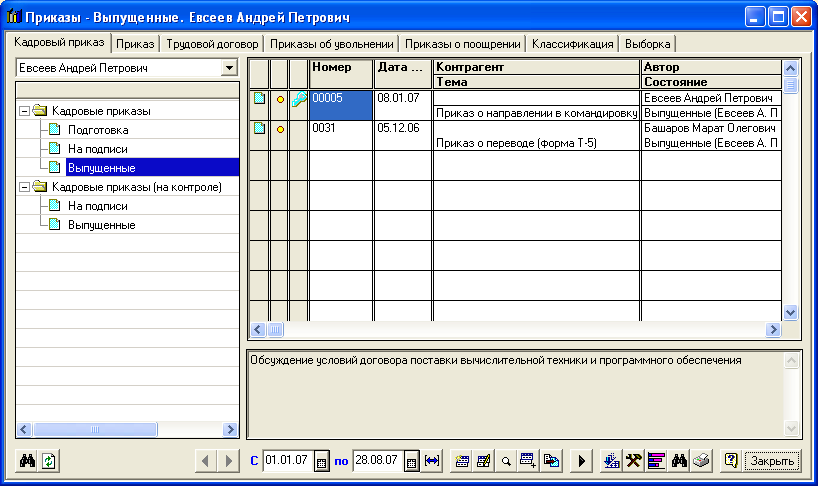 Приказы - Выпущенные. Евсеев Андрей Петрович
Кадровый приказ Приказ Трудовой договор Приказы об увольнении Приказы о поощрении Классификация Выборка
Евсеев Андрей Петрович
Кадровые приказы
Подготовка
На подписи
Выпущенные
Кадровые приказы (на контроле)
На подписи
Выпущенные
Номер Дата ... Контрагент Автор
Тема Состояние
00005 08.01.07 Евсеев Андрей Петрович
Приказ о направлении в командировку Выпущенные (Евсеев А. П
0031 05.12.06 Башаров Марат Олегович
Приказ о переводе (форма Т-5) Выпущенные (Евсеев А. П
Обсуждение условий договора поставки вычислительной техники и программного обеспечения
С 01.01.07 по 28.08.07 Закрыть